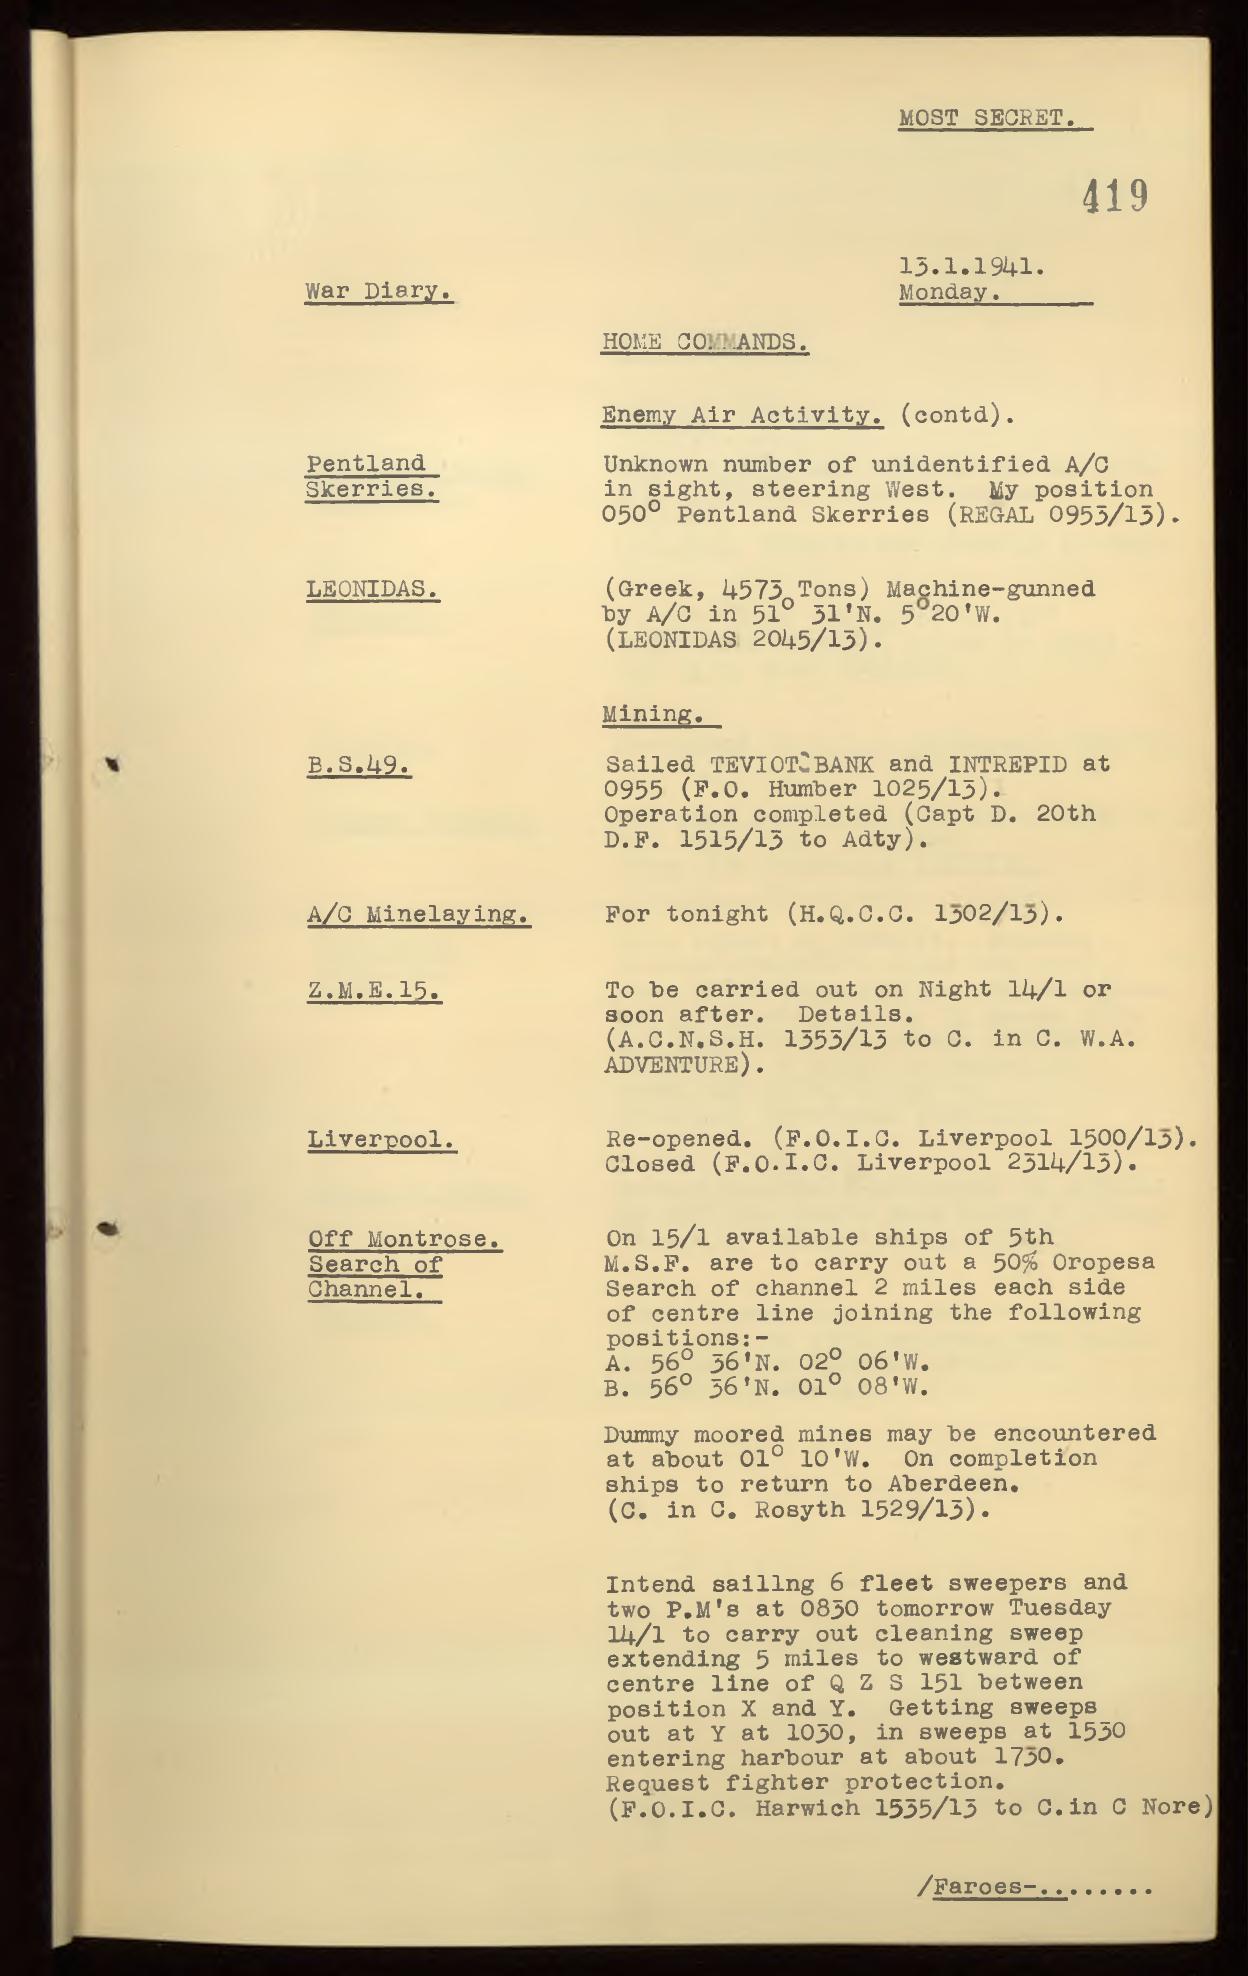 MOST SECRET.
419
13.1.1941.
War Diary.
Monday.
HOME COMMANDS.
Enemy Air Activity. (contd).
Pentland
Skerries.
Unknown number of unidentified A/C
in sight, steering West. My position
050° Pentland Skerries (REGAL 0953/13).
LEONIDAS.
(Greek, 4573 Tons) Machine-gunned
by A/C in 51° 31'N. 5°20'W.
(LEONIDAS 2045/13).
Mining.
B.S.49.
Sailed TEVIOT BANK and INTREPID at
0955 (F.O. Humber 1025/13).
Operation completed (Capt D. 20th
D.F. 1515/13 to Adty).
A/C Minelaying.
For tonight (H.Q.C.C. 1302/13).
Z.M.E.15.
To be carried out on Night 14/1 or
soon after. Details.
(A.C.N.S.H. 1353/13 to C. in C. W.A.
ADVENTURE).
Liverpool.
Re-opened. (F.O.I.C. Liverpool 1500/13).
Closed (F.O.I.C. Liverpool 2314/13).
Off Montrose.
Search of
Channel.
On 15/1 available ships of 5th
M.S.F. are to carry out a 50% Oropesa
Search of channel 2 miles each side
of centre line joining the following
positions:-
A. 56° 36'N. 02° 06'W.
B. 56° 36'N. 01° 08'W.
Dummy moored mines may be encountered
at about 01° 10'W. On completion
ships to return to Aberdeen.
(C. in C. Rosyth 1529/13).
Intend saillng 6 fleet sweepers and
two P.M's at 0830 tomorrow Tuesday
14/1 to carry out cleaning sweep
extending 5 miles to westward of
centre line of Q Z S 151 between
position X and Y. Getting sweeps
out at Y at 1030, in sweeps at 1530
entering harbour at about 1730.
Request fighter protection.
(F.O.I.C. Harwich 1535/13 to C.in C Nore)
/Faroes-.........